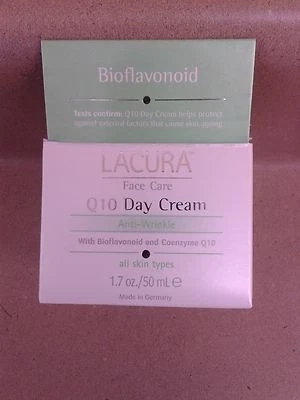 Bioflavonoid
Tests confirm: Q10 Day Cream helps protect
against external factors that cause skin ageing.
LACURA™
Face Care
Q10 Day Cream
Anti-Wrinkle
With Bioflavonoid and Coenzyme Q10
all skin types
1.7 oz./50 mL e
Made in Germany